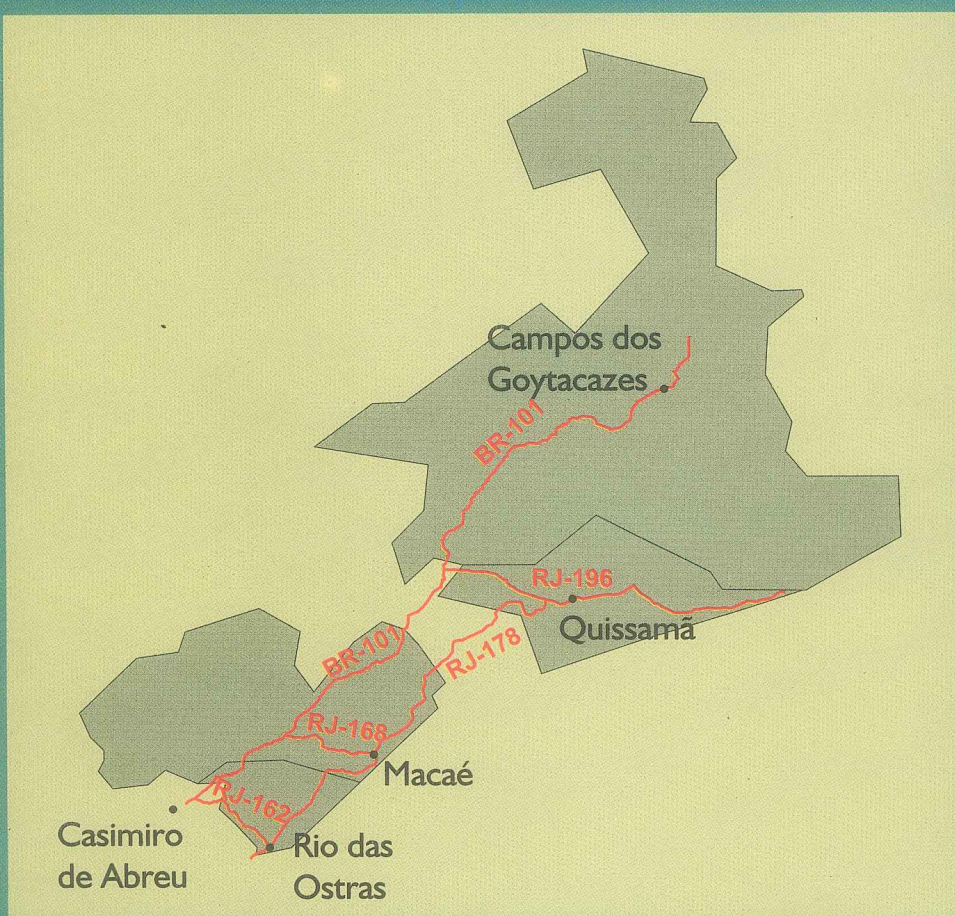 Campos dos
Goytacazes
BR-101
RJ-196
Quissamã
BR-101
RJ-178
RJ-168
Macaé
RJ-162
Casimiro
de Abreu
Rio das
Ostras